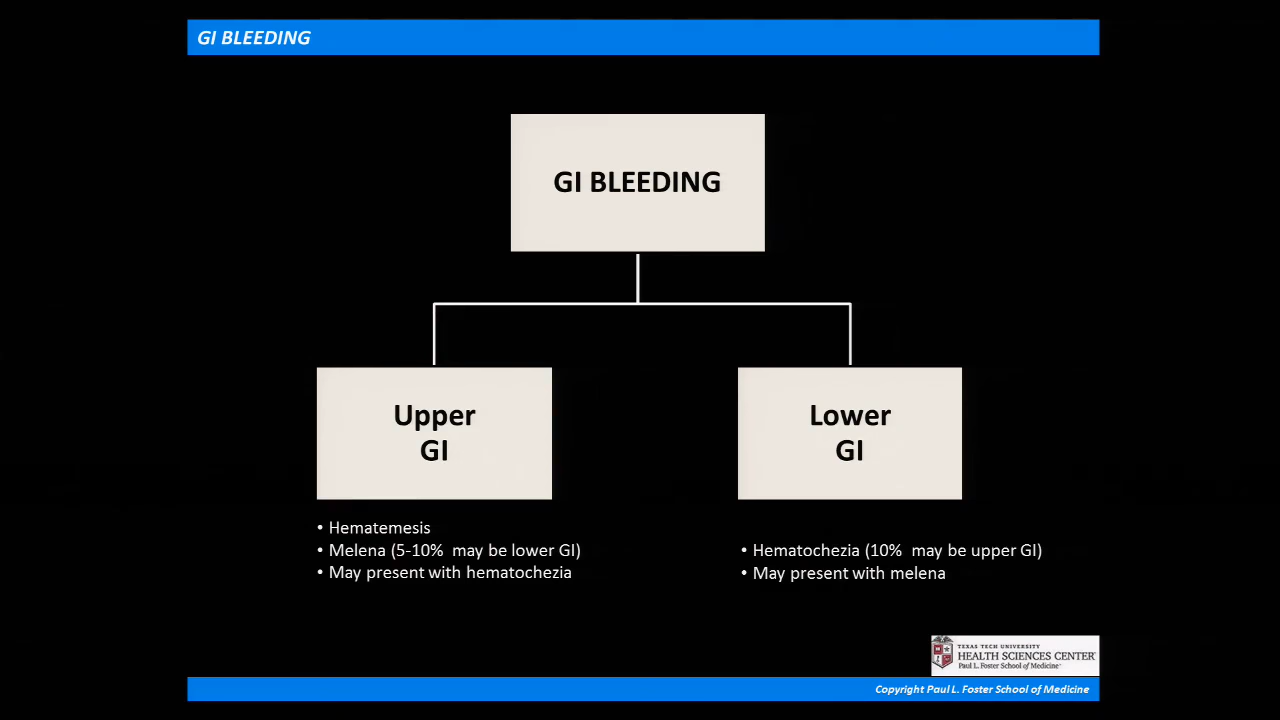 GI BLEEDING
GI BLEEDING
Upper
GI
• Hematemesis
• Melena (5-10%  may be lower GI)
• May present with hematochezia
Lower
GI
• Hematochezia (10%  may be upper GI)
• May present with melena
TEXAS TECH UNIVERSITY
HEALTH SCIENCES CENTER
Paul L. Foster School of Medicine
Copyright Paul L. Foster School of Medicine